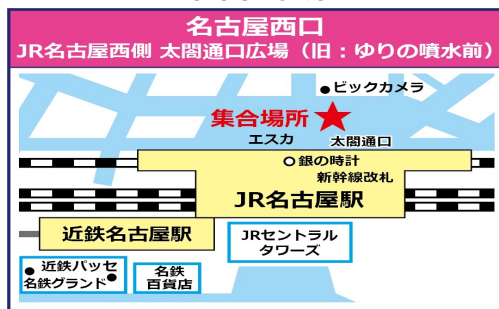 名古屋西口
JR名古屋西側 太閤通口広場（旧：ゆりの噴水前）
ビックカメラ
集合場所
エスカ
太閤通口
銀の時計
新幹線改札
JR名古屋駅
近鉄名古屋駅
JRセントラル
タワーズ
近鉄パッセ
名鉄グランド
名鉄
百貨店